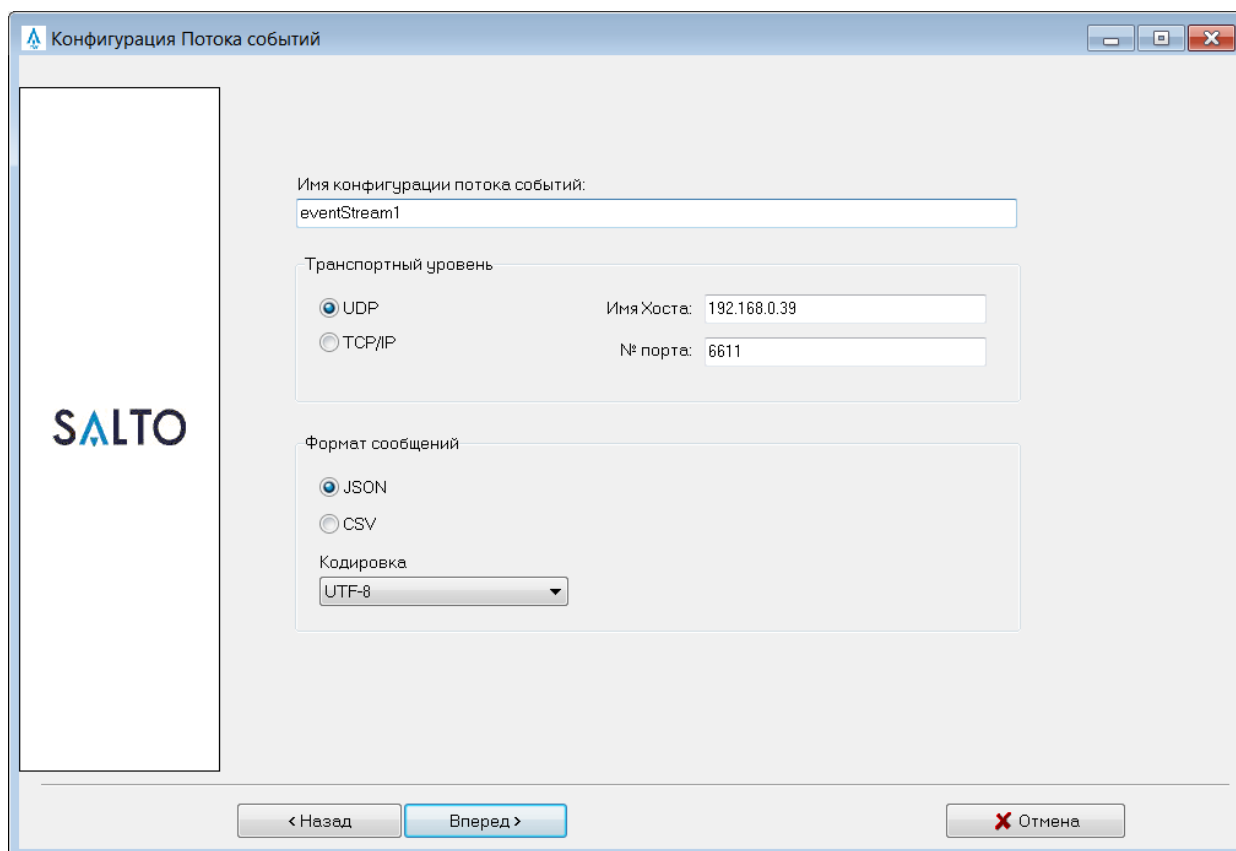 Конфигурация Потока событий
Имя конфигурации потока событий:
eventStream1
Транспортный уровень
UDP
Имя Хоста: 192.168.0.39
TCP/IP
№ порта: 6611
SALTO
Формат сообщений
JSON
CSV
Кодировка
UTF-8
< Назад
Вперед >
Отмена